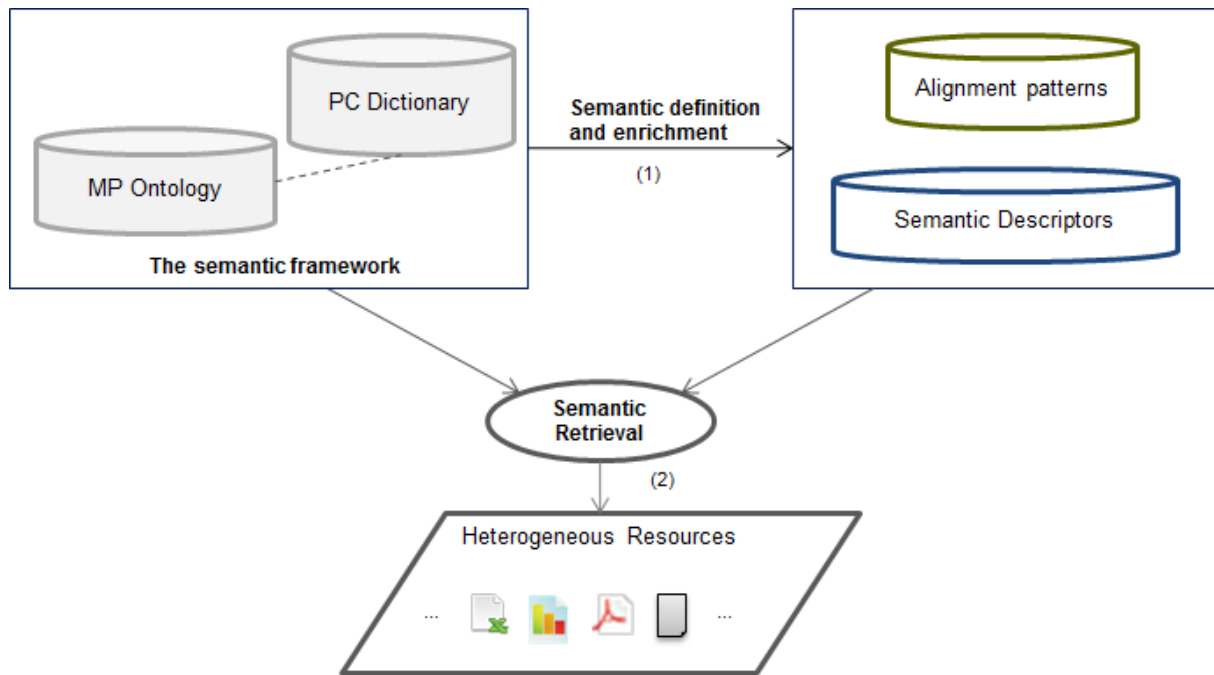 PC Dictionary
MP Ontology
The semantic framework
Semantic definition
and enrichment
(1)
Alignment patterns
Semantic Descriptors
Semantic
Retrieval
(2)
Heterogeneous Resources
... ...